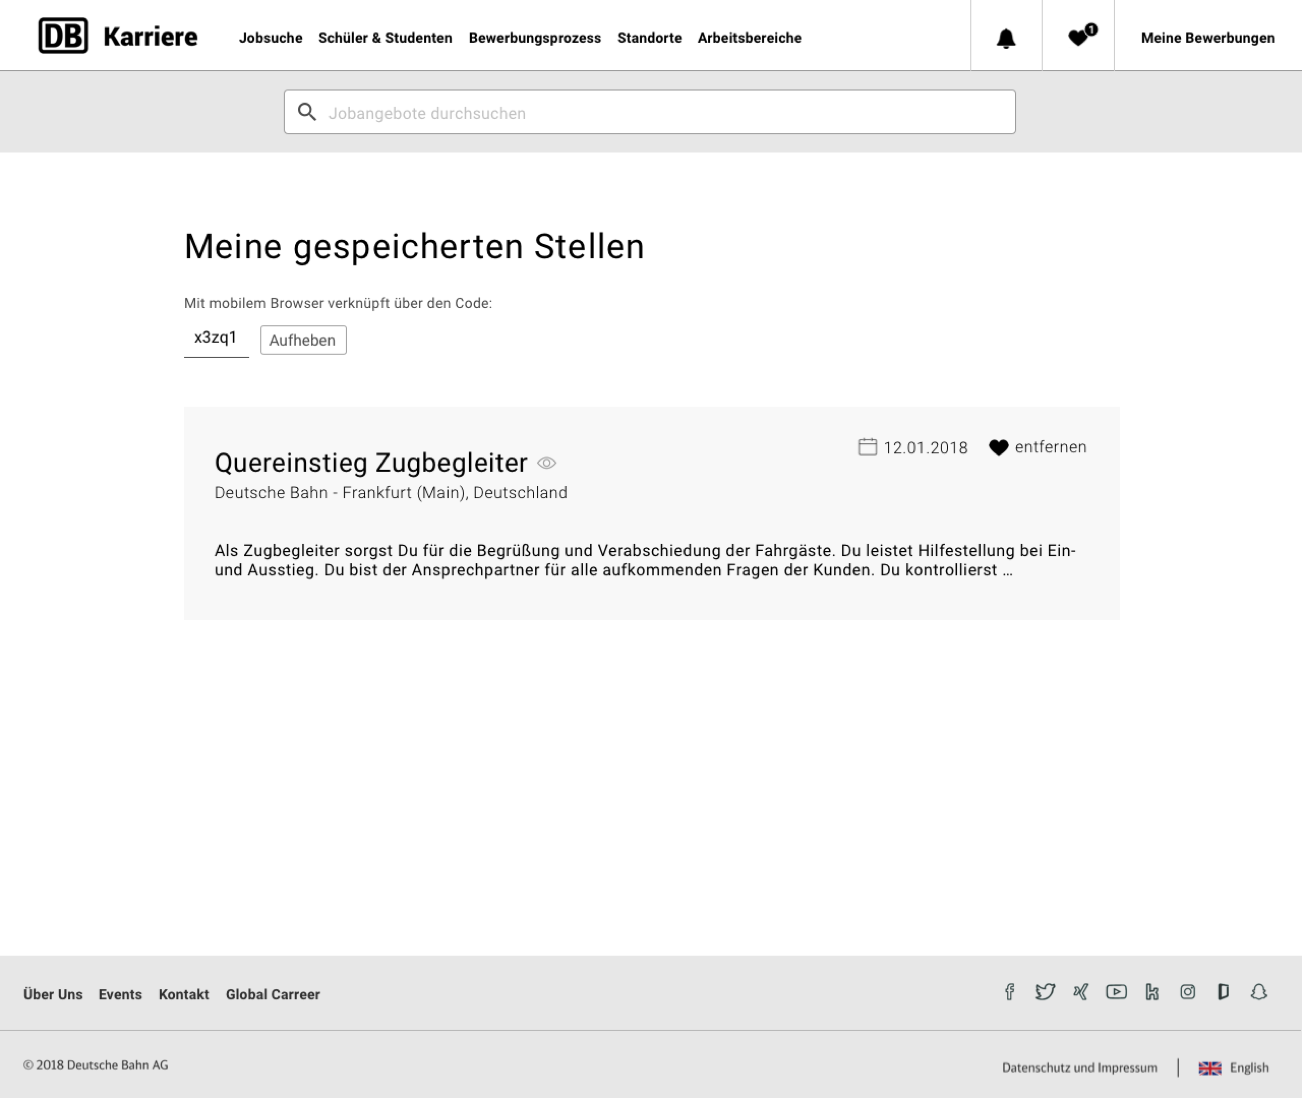 DB Karriere
Jobsuche Schüler & Studenten Bewerbungsprozess Standorte Arbeitsbereiche
1
Meine Bewerbungen
Jobangebote durchsuchen
Meine gespeicherten Stellen
Mit mobilem Browser verknüpft über den Code:
x3zq1 Aufheben
12.01.2018 entfernen
Quereinstieg Zugbegleiter
Deutsche Bahn - Frankfurt (Main), Deutschland
Als Zugbegleiter sorgst Du für die Begrüßung und Verabschiedung der Fahrgäste. Du leistet Hilfestellung bei Ein-
und Ausstieg. Du bist der Ansprechpartner für alle aufkommenden Fragen der Kunden. Du kontrollierst ...
Über Uns Events Kontakt Global Carreer
© 2018 Deutsche Bahn AG
Datenschutz und Impressum | English